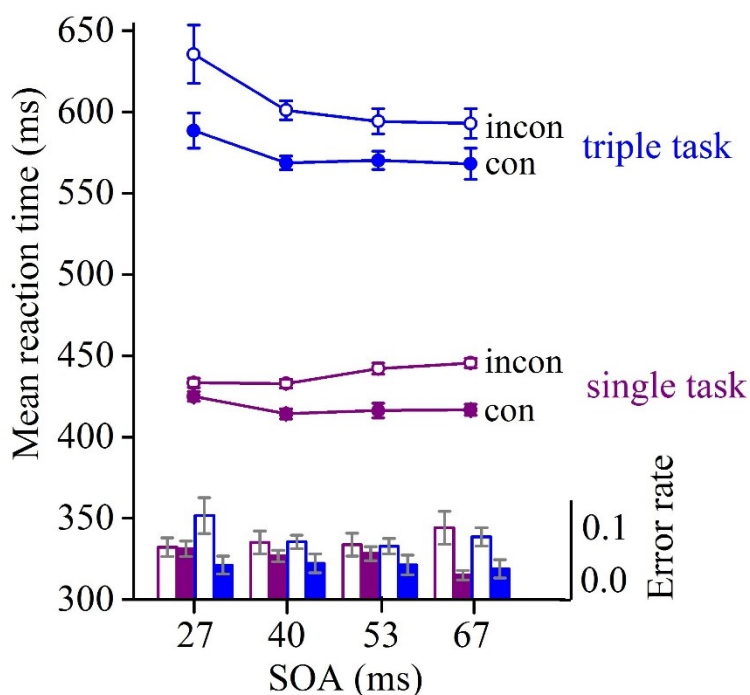 Mean reaction time (ms)
650
600
550
500
450
400
350
300
incon
con
triple task
incon
con
single task
0.1
0.0
Error rate
27 40 53 67
SOA (ms)